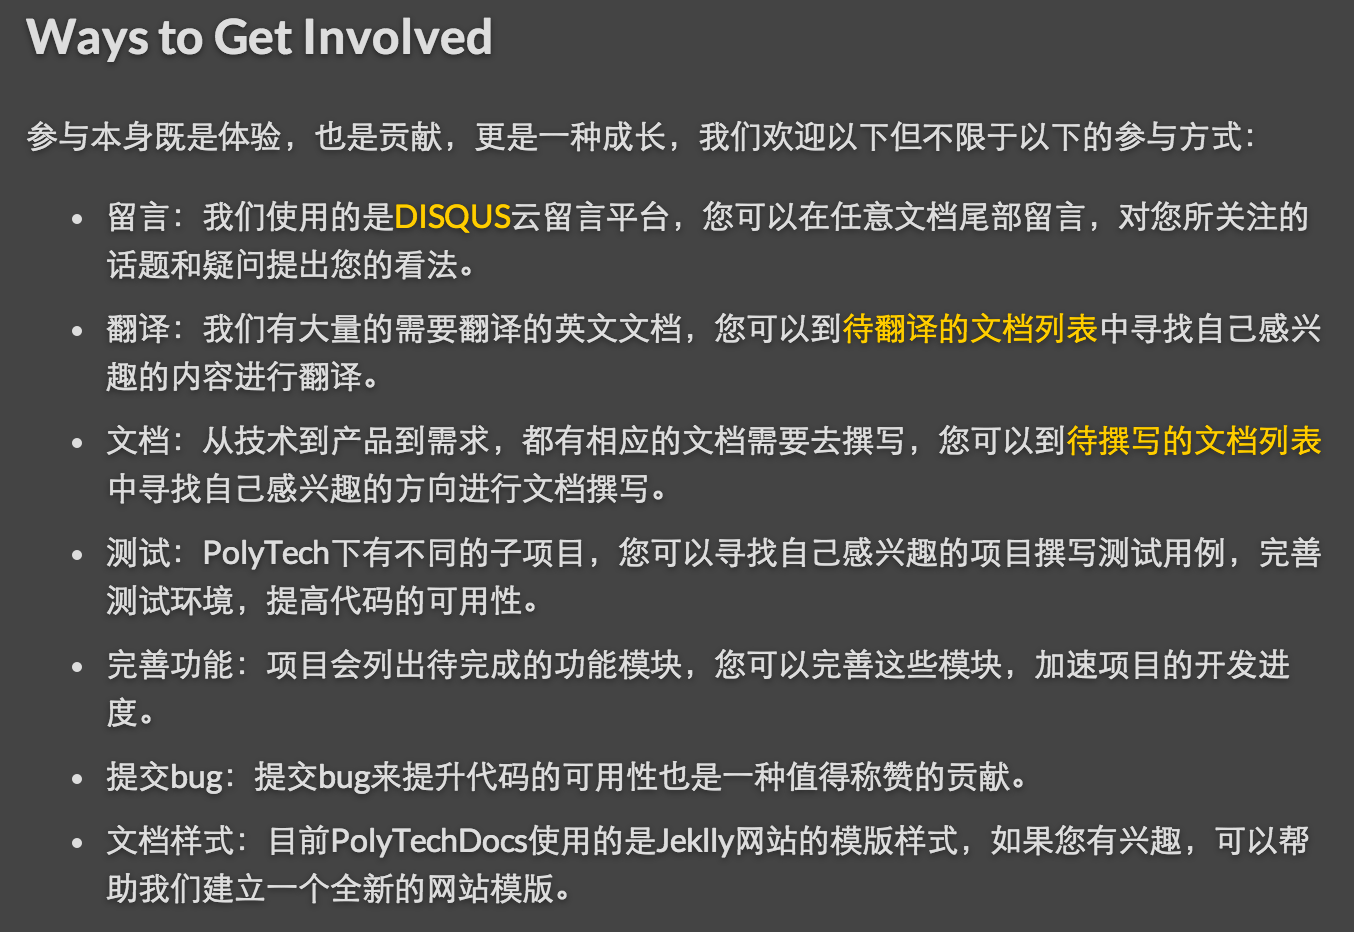 Ways to Get Involved
参与本身既是体验，也是贡献，更是一种成长，我们欢迎以下但不限于以下的参与方式：
• 留言：我们使用的是DISQUS云留言平台，您可以在任意文档尾部留言，对您所关注的
话题和疑问提出您的看法。
• 翻译：我们有大量的需要翻译的英文文档，您可以到待翻译的文档列表中寻找自己感兴
趣的内容进行翻译。
• 文档：从技术到产品到需求，都有相应的文档需要去撰写，您可以到待撰写的文档列表
中寻找自己感兴趣的方向进行文档撰写。
• 测试：PolyTech下有不同的子项目，您可以寻找自己感兴趣的项目撰写测试用例，完善
测试环境，提高代码的可用性。
• 完善功能：项目会列出待完成的功能模块，您可以完善这些模块，加速项目的开发进
度。
• 提交bug：提交bug来提升代码的可用性也是一种值得称赞的贡献。
• 文档样式：目前PolyTechDocs使用的是Jeklly网站的模版样式，如果您有兴趣，可以帮
助我们建立一个全新的网站模版。